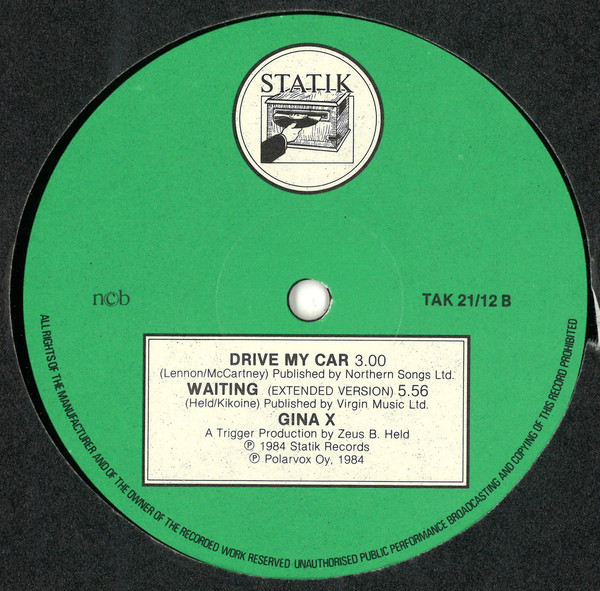 STATIK
n©b
TAK 21/12 B
DRIVE MY CAR 3.00
(Lennon/McCartney) Published by Northern Songs Ltd.
WAITING (EXTENDED VERSION) 5.56
(Held/Kikoine) Published by Virgin Music Ltd.
GINA X
A Trigger Production by Zeus B. Held
℗ 1984 Statik Records
℗ Polarvox Oy, 1984
ALL RIGHTS OF THE MANUFACTURER AND OF THE OWNER OF THE RECORDED WORK RESERVED UNAUTHORISED PUBLIC PERFORMANCE BROADCASTING AND COPYING OF THIS RECORD PROHIBITED